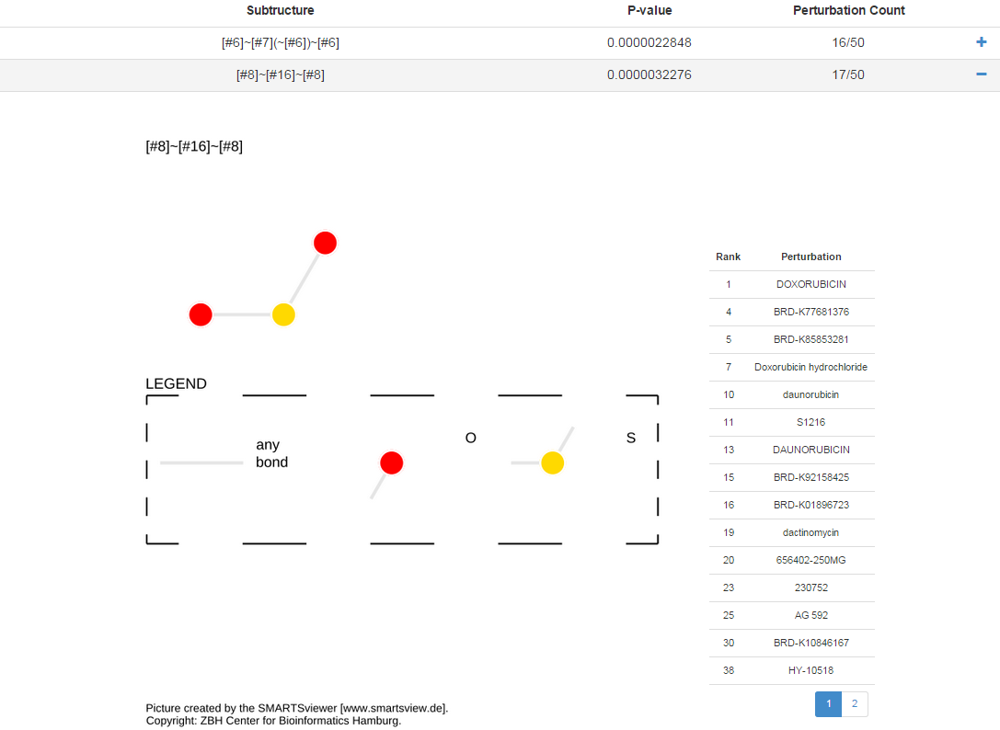 Subtructure P-value Perturbation Count
[#6]~[#7](~[#6])~[#6] 0.0000022848 16/50 +
[#8]~[#16]~[#8] 0.0000032276 17/50 −
[#8]~[#16]~[#8]
LEGEND
any
bond
O
S
Rank Perturbation
1 DOXORUBICIN
4 BRD-K77681376
5 BRD-K85853281
7 Doxorubicin hydrochloride
10 daunorubicin
11 S1216
13 DAUNORUBICIN
15 BRD-K92158425
16 BRD-K01896723
19 dactinomycin
20 656402-250MG
23 230752
25 AG 592
30 BRD-K10846167
38 HY-10518
1 2
Picture created by the SMARTSviewer [www.smartsview.de].
Copyright: ZBH Center for Bioinformatics Hamburg.